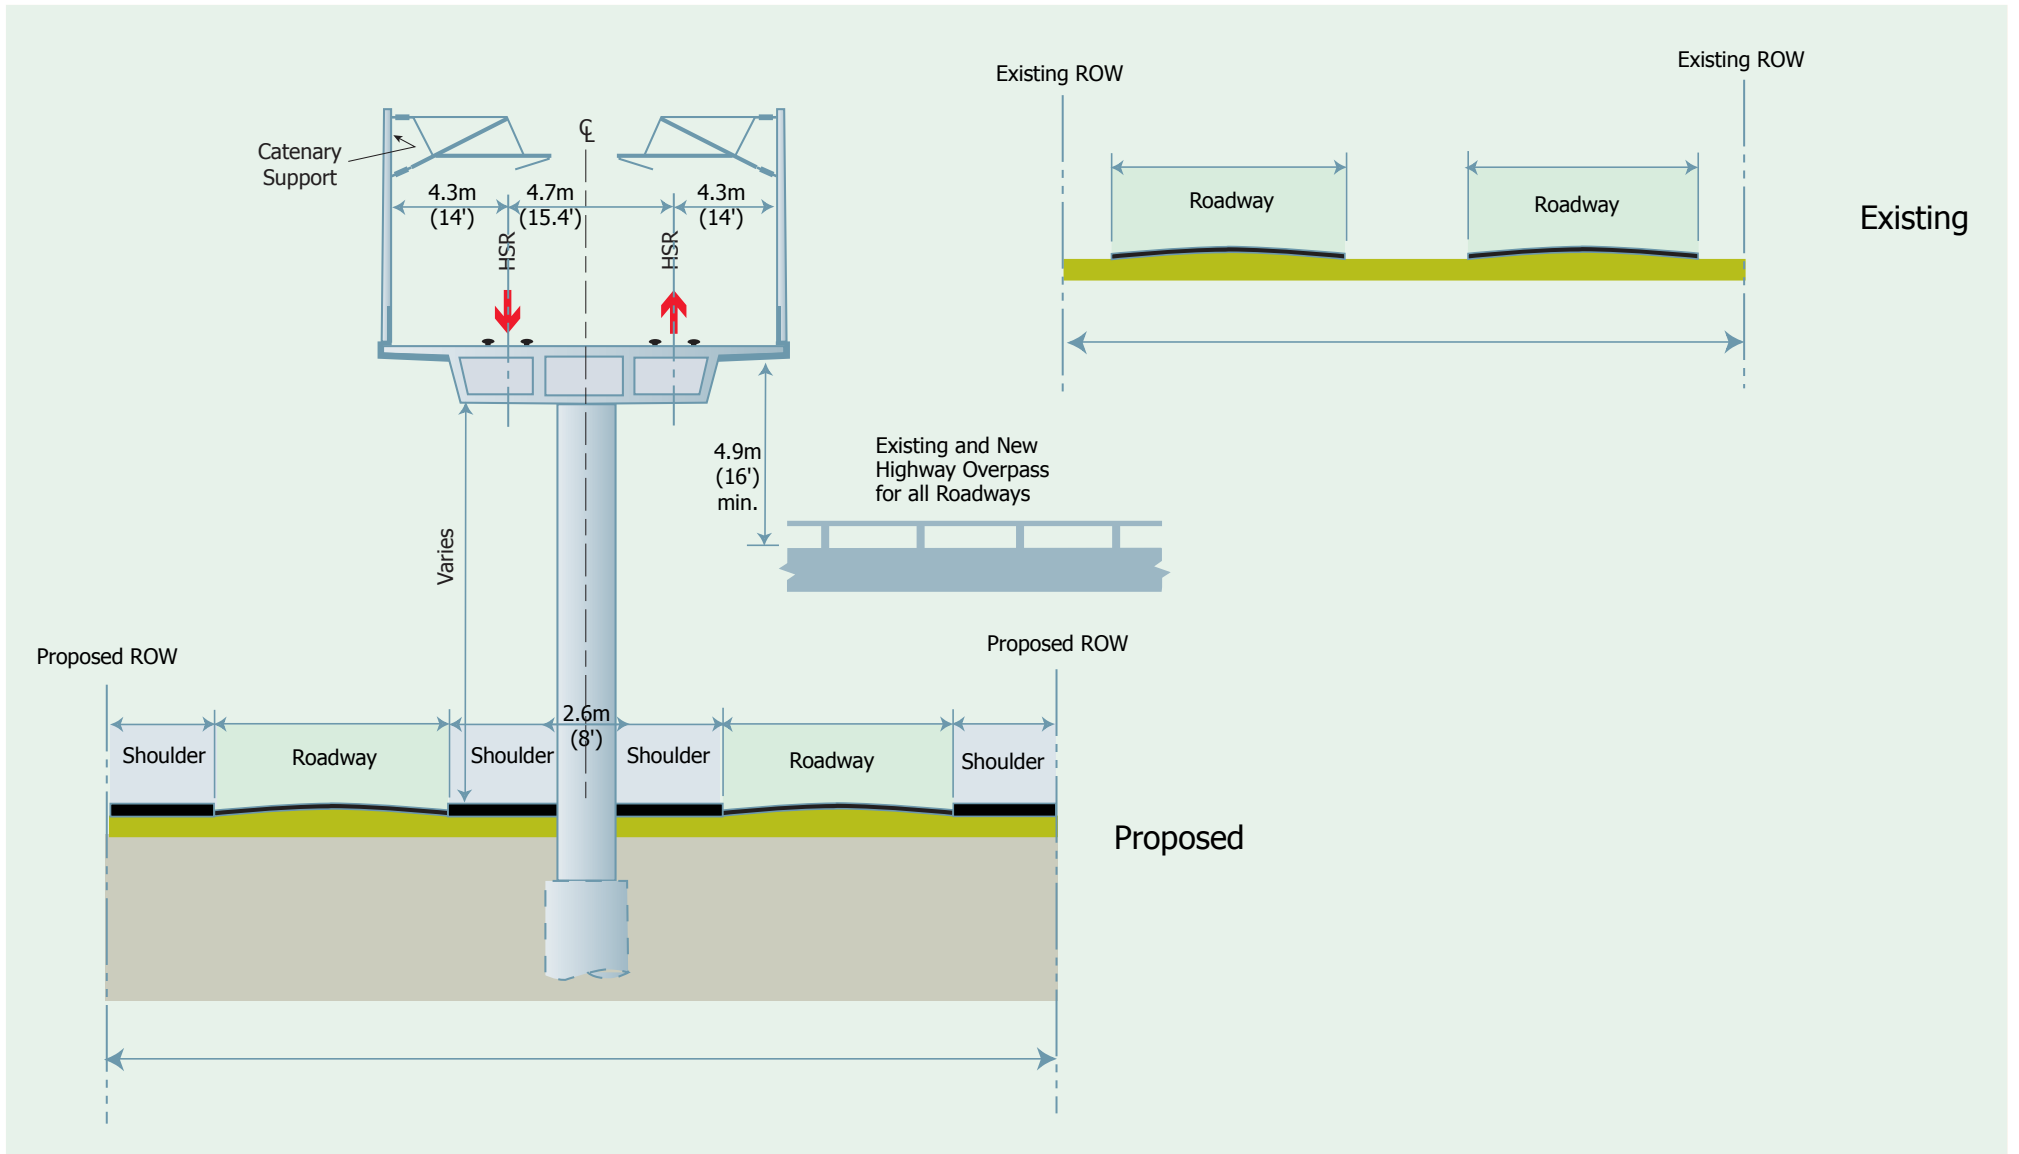 Existing ROW
Existing ROW
℄
Catenary
Support
4.3m
(14')
4.7m
(15.4')
4.3m
(14')
HSR
HSR
Roadway
Roadway
Existing
4.9m
(16')
min.
Existing and New
Highway Overpass
for all Roadways
Varies
Proposed ROW
Proposed ROW
2.6m
(8')
Shoulder
Roadway
Shoulder
Shoulder
Roadway
Shoulder
Proposed